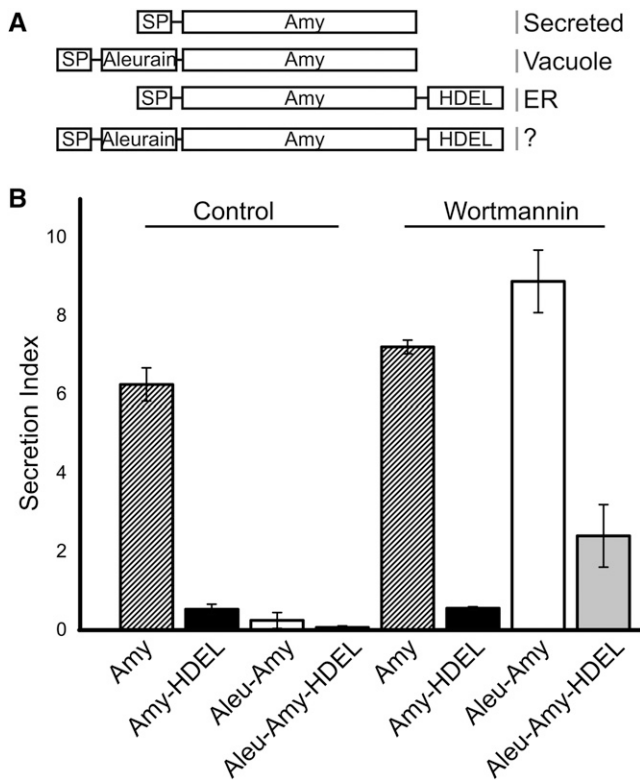 A
SP Amy Secreted
SP Aleurain Amy Vacuole
SP Amy HDEL ER
SP Aleurain Amy HDEL ?
B
Control Wortmannin
Secretion Index
10
8
6
4
2
0
Amy
Amy-HDEL
Aleu-Amy
Aleu-Amy-HDEL
Amy
Amy-HDEL
Aleu-Amy
Aleu-Amy-HDEL